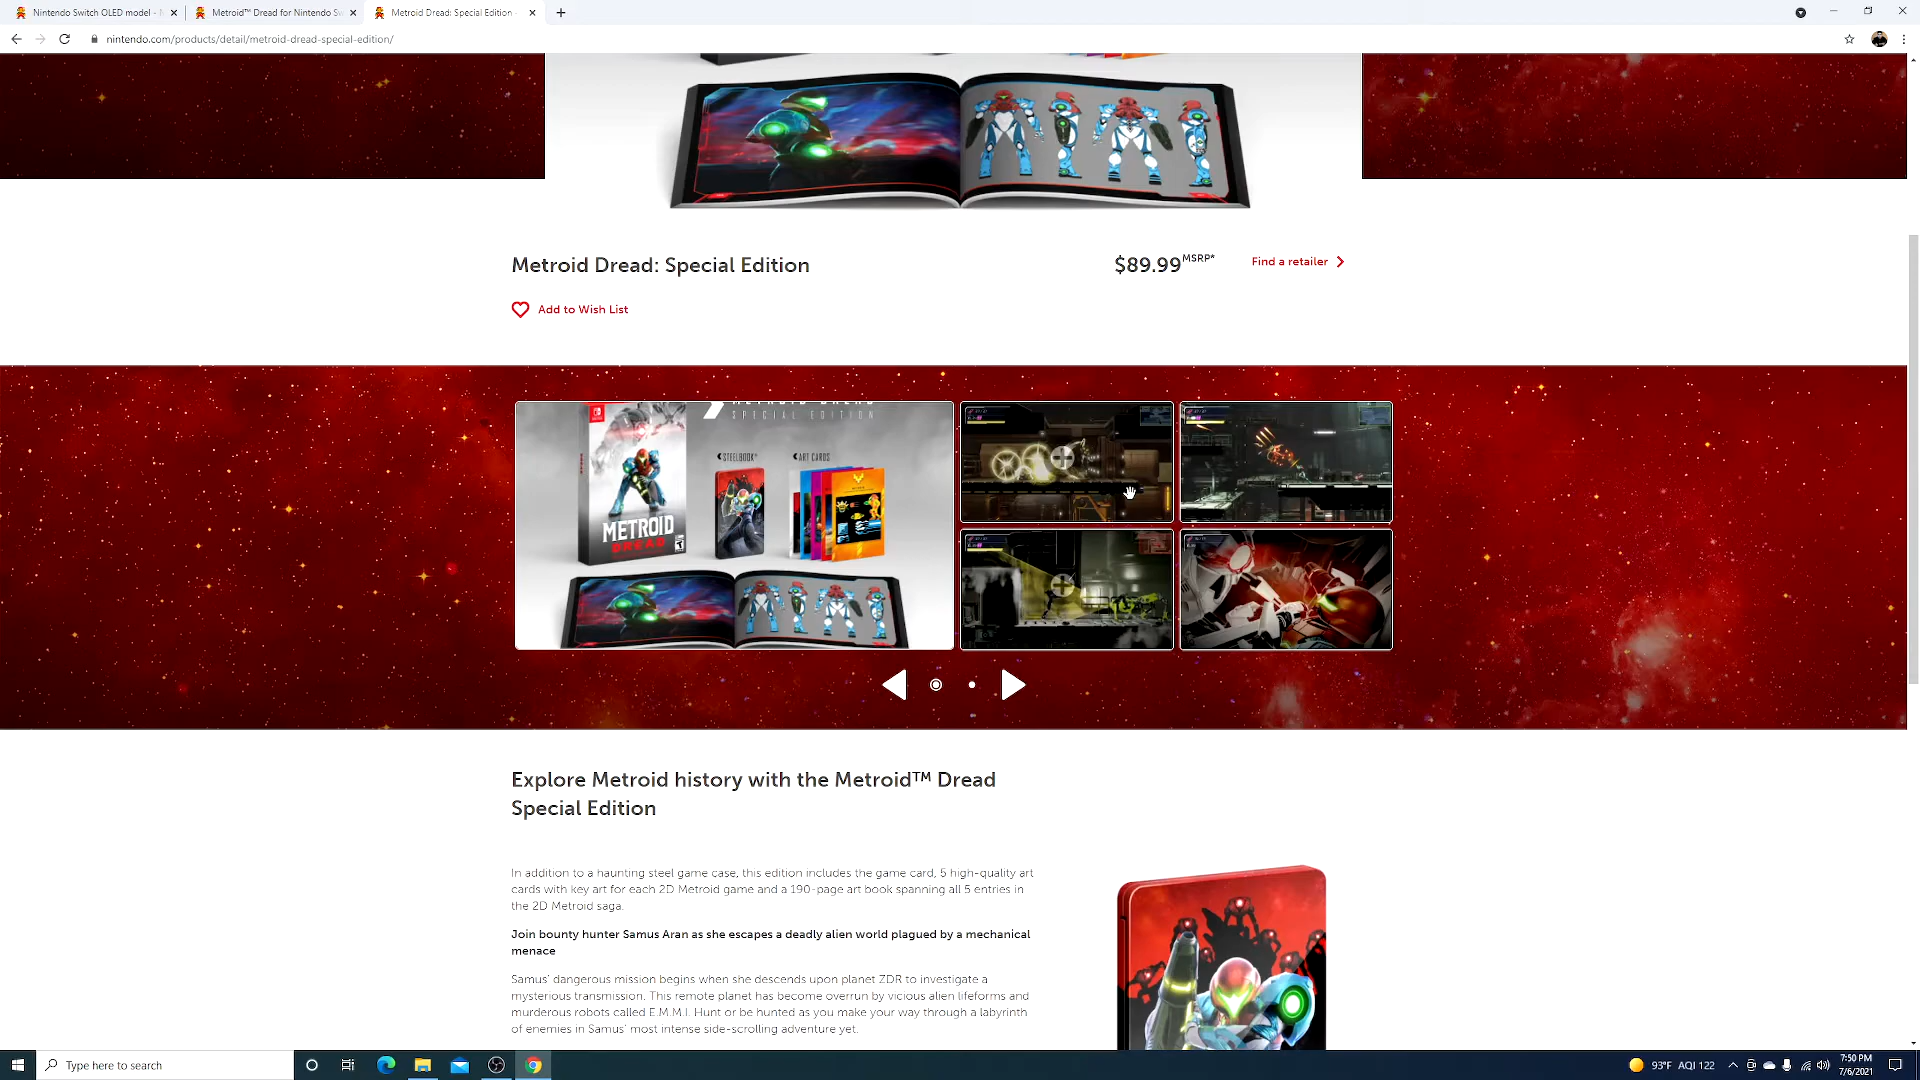 Nintendo Switch OLED model -
Metroid™ Dread for Nintendo Sw
Metroid Dread: Special Edition -
nintendo.com/products/detail/metroid-dread-special-edition/
Metroid Dread: Special Edition
$89.99 MSRP*
Find a retailer
Add to Wish List
SPECIAL EDITION
STEELBOOK®
ART CARDS
METROID
DREAD
Explore Metroid history with the Metroid™ Dread
Special Edition
In addition to a haunting steel game case, this edition includes the game card, 5 high-quality art
cards with key art for each 2D Metroid game and a 190-page art book spanning all 5 entries in
the 2D Metroid saga.
Join bounty hunter Samus Aran as she escapes a deadly alien world plagued by a mechanical
menace
Samus' dangerous mission begins when she descends upon planet ZDR to investigate a
mysterious transmission. This remote planet has become overrun by vicious alien lifeforms and
murderous robots called E.M.M.I. Hunt or be hunted as you make your way through a labyrinth
of enemies in Samus' most intense side-scrolling adventure yet.
Type here to search
93°F AQI 122
7:50 PM
7/6/2021